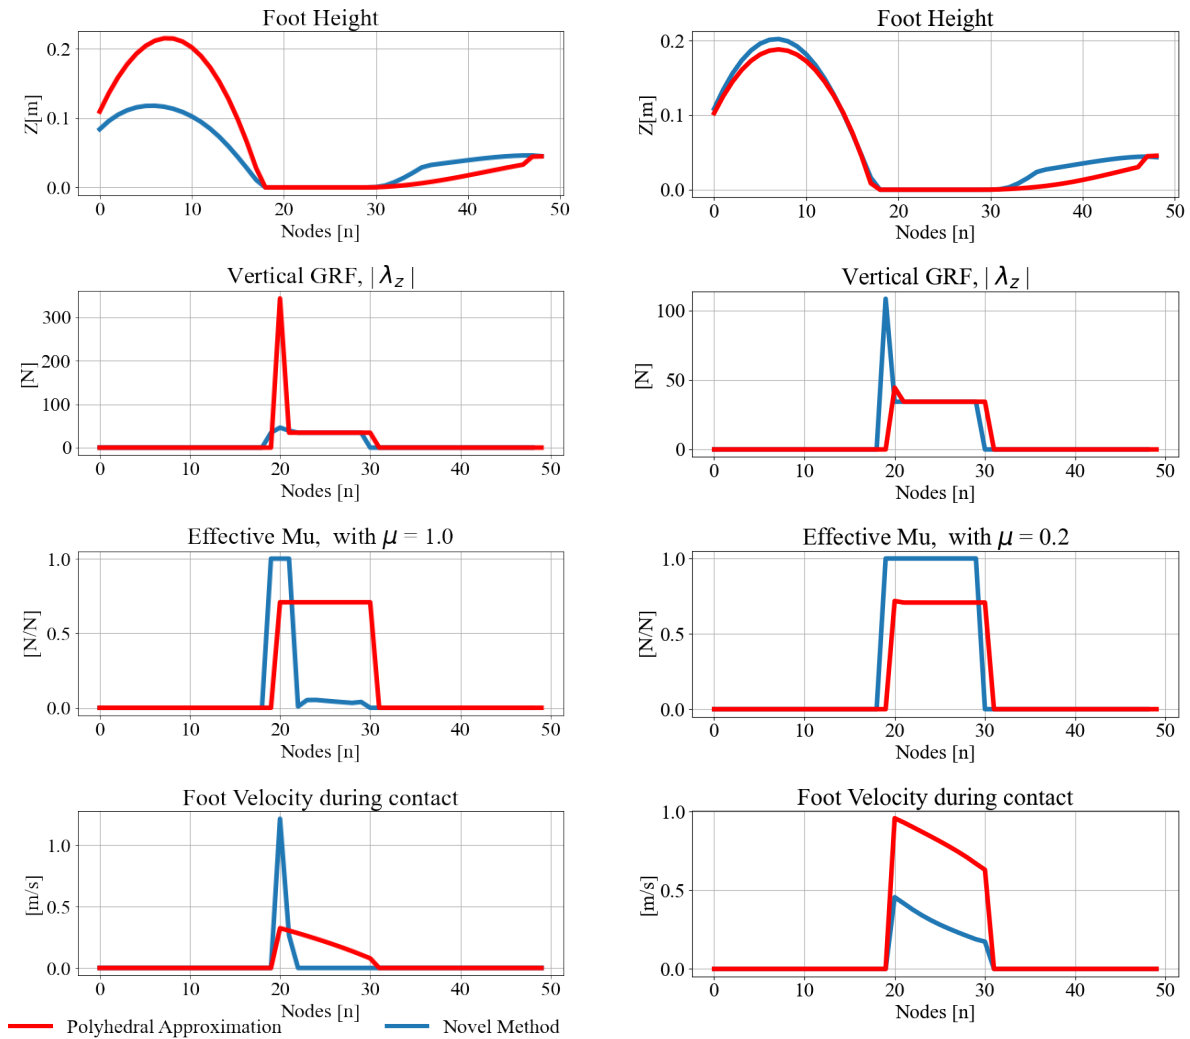 Foot Height
Z[m]
0.2
0.1
0.0
0 10 20 30 40 50
Nodes [n]
Foot Height
Z[m]
0.2
0.1
0.0
0 10 20 30 40 50
Nodes [n]
Vertical GRF, | λz |
[N]
300
200
100
0
0 10 20 30 40 50
Nodes [n]
Vertical GRF, | λz |
[N]
100
50
0
0 10 20 30 40 50
Nodes [n]
Effective Mu, with μ = 1.0
[N/N]
1.0
0.5
0.0
0 10 20 30 40 50
Nodes [n]
Effective Mu, with μ = 0.2
[N/N]
1.0
0.5
0.0
0 10 20 30 40 50
Nodes [n]
Foot Velocity during contact
[m/s]
1.0
0.5
0.0
0 10 20 30 40 50
Nodes [n]
Foot Velocity during contact
[m/s]
1.0
0.5
0.0
0 10 20 30 40 50
Nodes [n]
Polyhedral Approximation
Novel Method